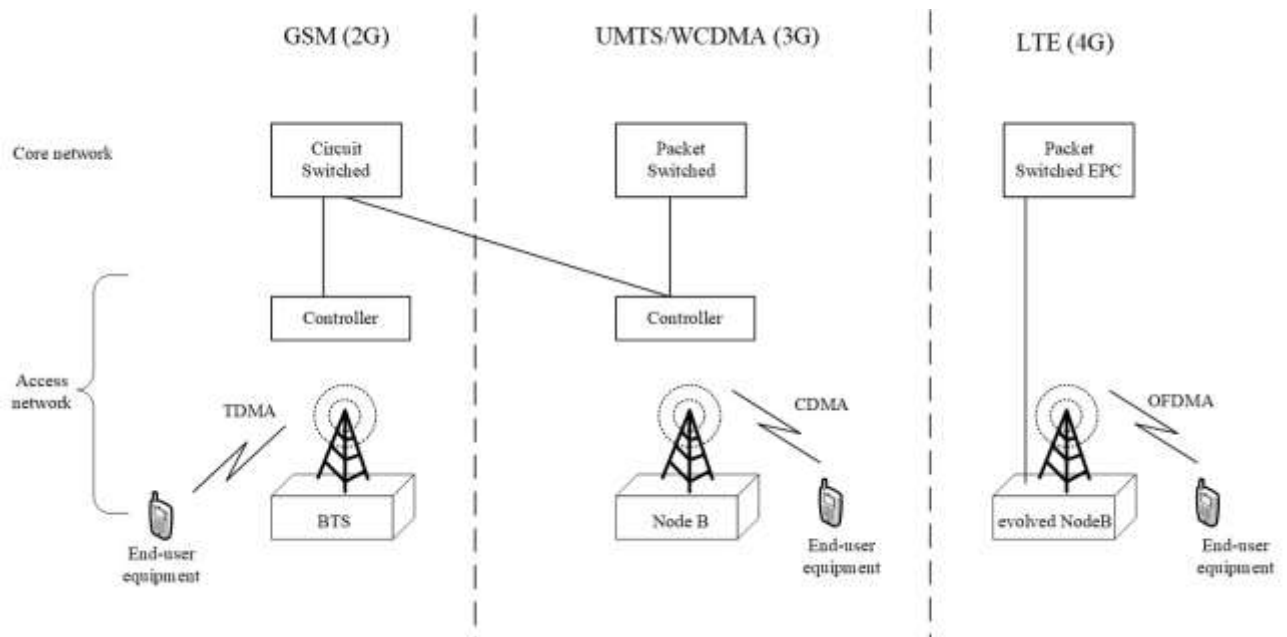 GSM (2G)
UMTS/WCDMA (3G)
LTE (4G)
Core network
Circuit
Switched
Packet
Switched
Packet
Switched EPC
Controller
Controller
Access
network
TDMA
CDMA
OFDMA
BTS
Node B
evolved NodeB
End-user
equipment
End-user
equipment
End-user
equipment